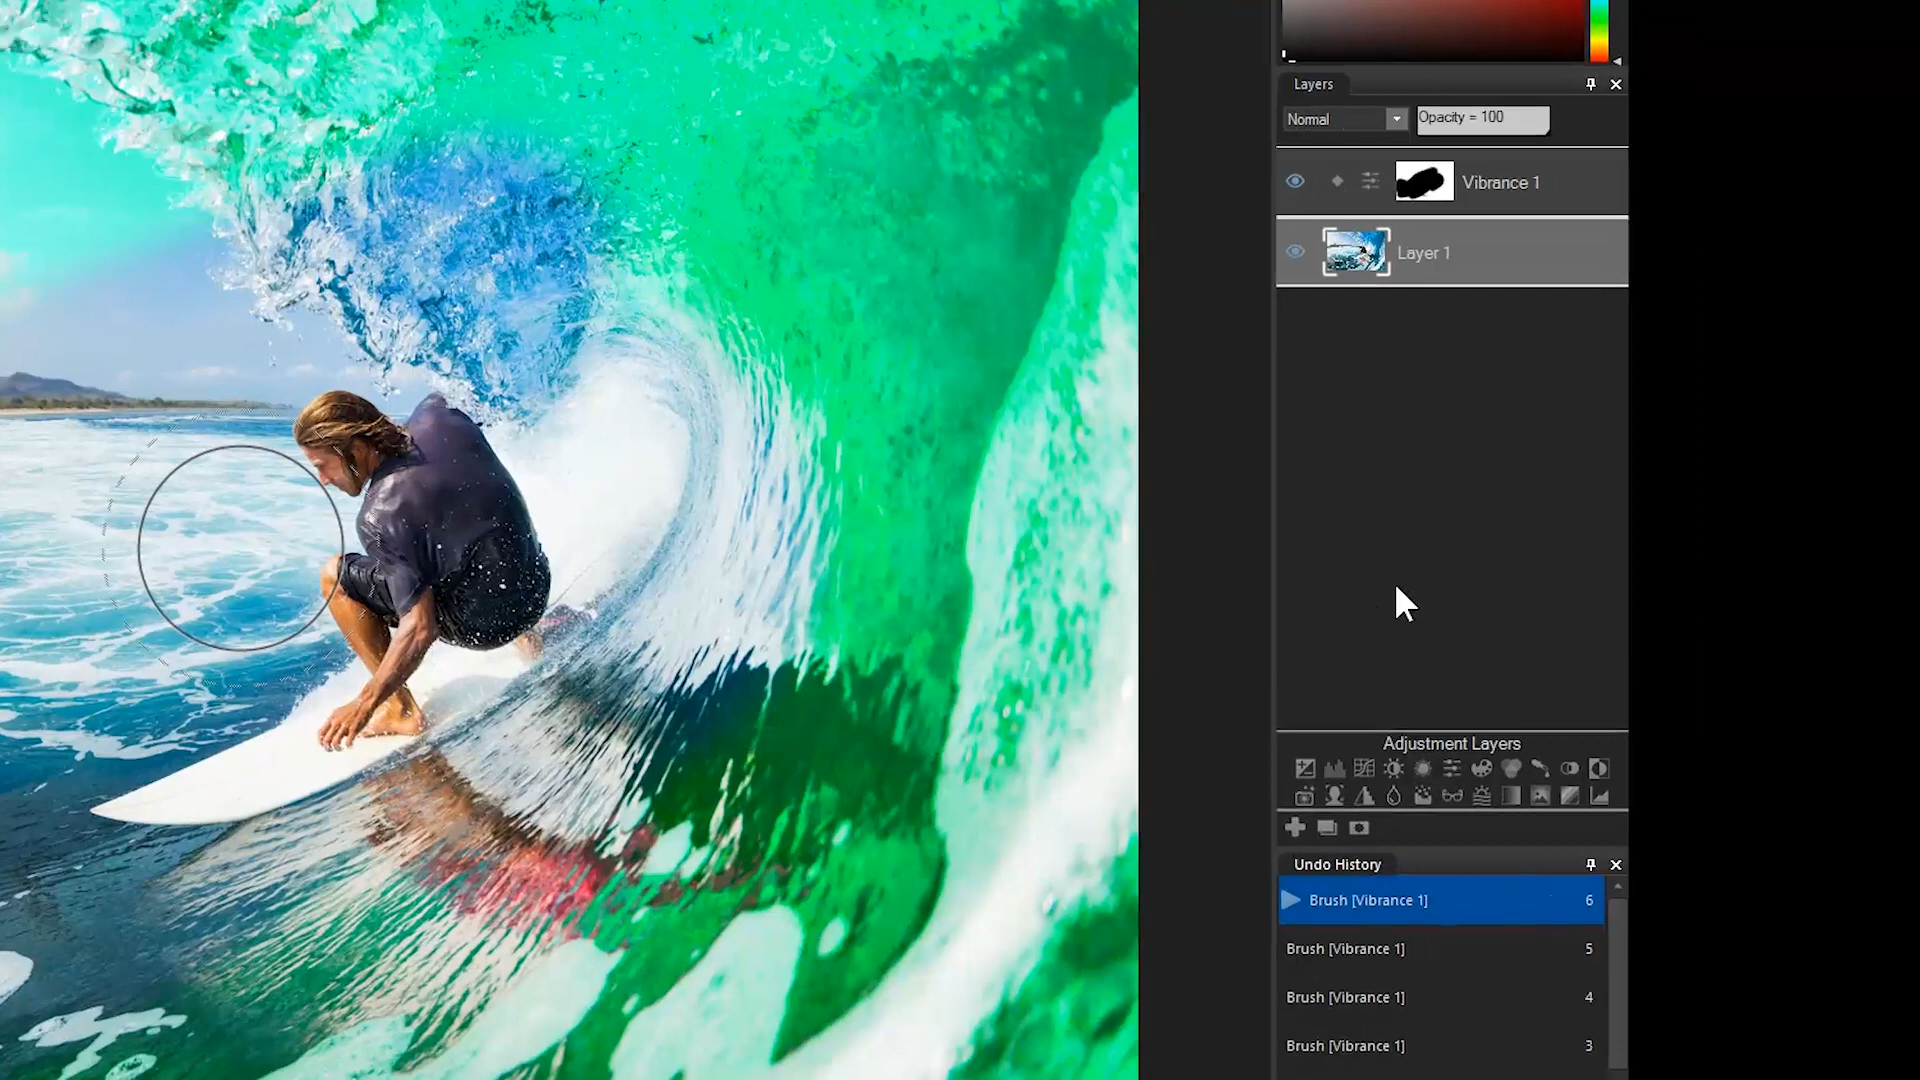 Layers
Normal
Opacity = 100
Vibrance 1
Layer 1
Adjustment Layers
Undo History
Brush [Vibrance 1] 6
Brush [Vibrance 1] 5
Brush [Vibrance 1] 4
Brush [Vibrance 1] 3